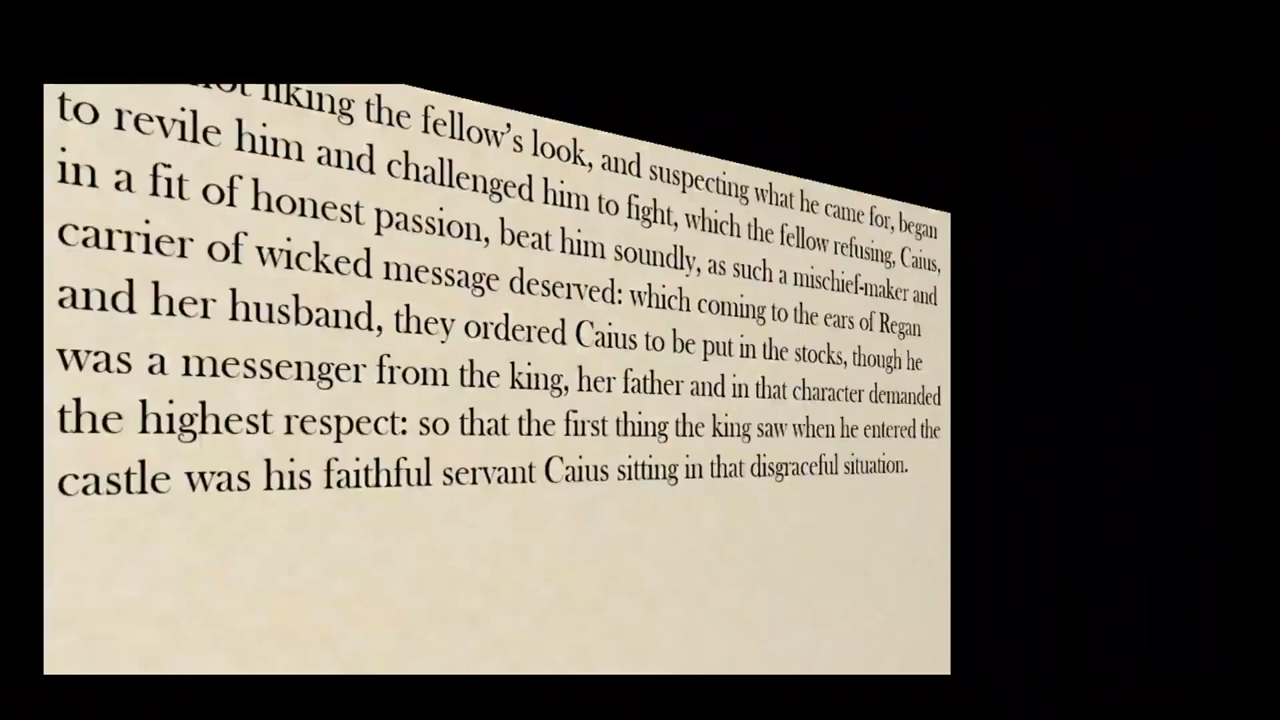 not liking the fellow's look, and suspecting what he came for, began
to revile him and challenged him to fight, which the fellow refusing, Caius,
in a fit of honest passion, beat him soundly, as such a mischief-maker and
carrier of wicked message deserved: which coming to the ears of Regan
and her husband, they ordered Caius to be put in the stocks, though he
was a messenger from the king, her father and in that character demanded
the highest respect: so that the first thing the king saw when he entered the
castle was his faithful servant Caius sitting in that disgraceful situation.